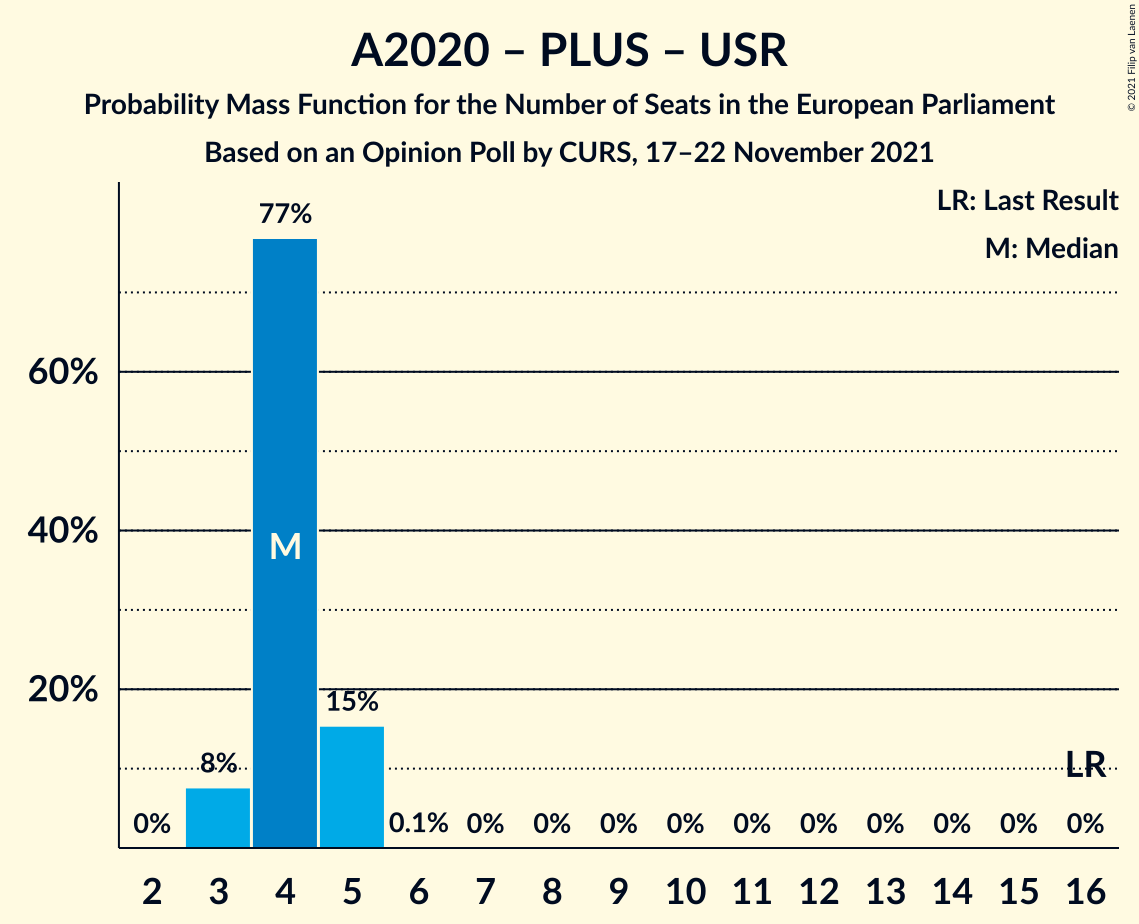 A2020 – PLUS – USR
Probability Mass Function for the Number of Seats in the European Parliament
Based on an Opinion Poll by CURS, 17–22 November 2021
© 2021 Filip van Laenen
LR: Last Result
M: Median
77%
60%
40%
M
20%
15%
8%
LR
0% 0.1% 0% 0% 0% 0% 0% 0% 0% 0% 0% 0%
2 3 4 5 6 7 8 9 10 11 12 13 14 15 16